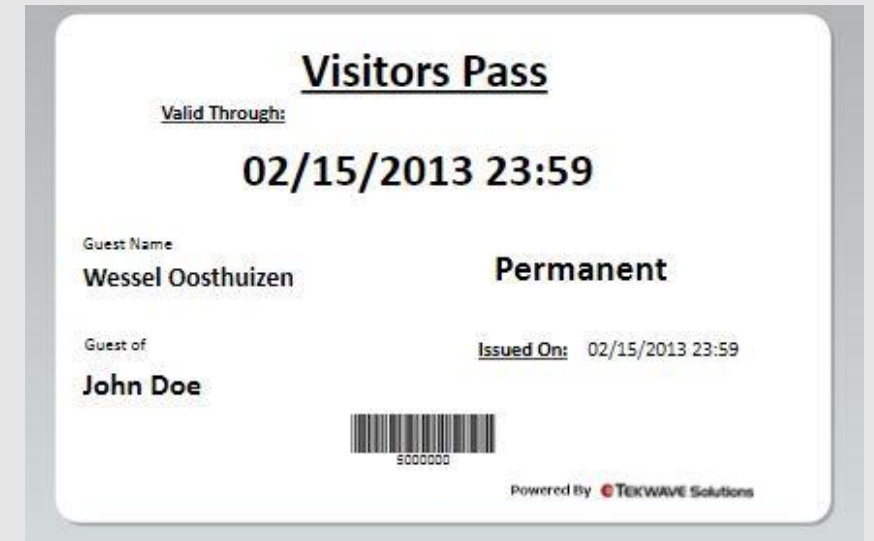 Visitors Pass
Valid Through:
02/15/2013 23:59
Guest Name
Wessel Oosthuizen
Permanent
Guest of
Issued On: 02/15/2013 23:59
John Doe
5000000
Powered By TEKWAVE Solutions